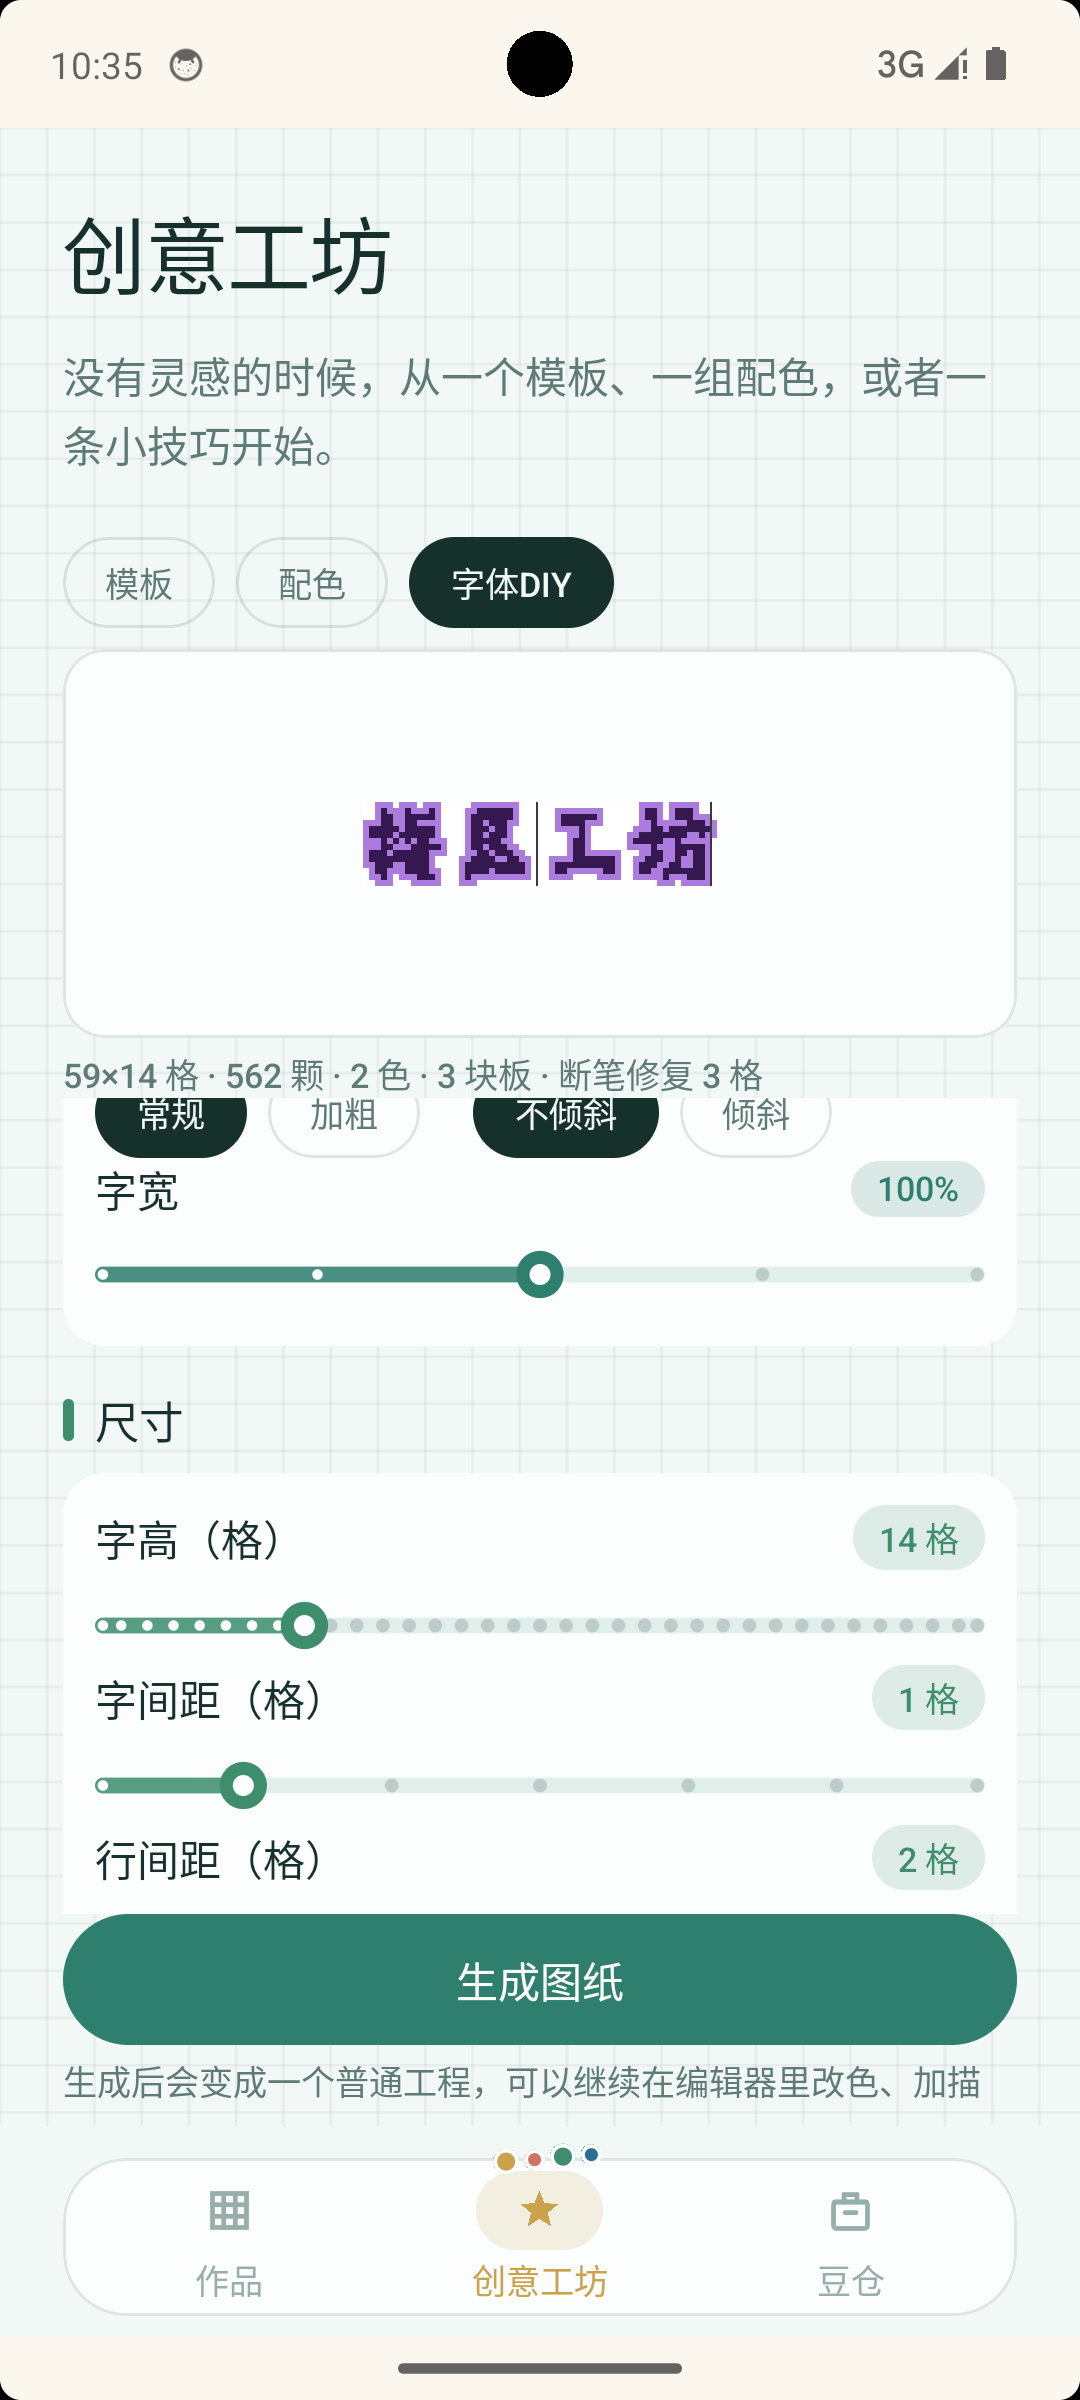 10:35
3G
创意工坊
没有灵感的时候，从一个模板、一组配色，或者一
条小技巧开始。
模板 配色 字体DIY
工坊
59×14 格 · 562 颗 · 2 色 · 3 块板 · 断笔修复 3 格
常规 加粗 不倾斜 倾斜
字宽 100%
尺寸
字高（格） 14 格
字间距（格） 1 格
行间距（格） 2 格
生成图纸
生成后会变成一个普通工程，可以继续在编辑器里改色、加描
作品 创意工坊 豆仓